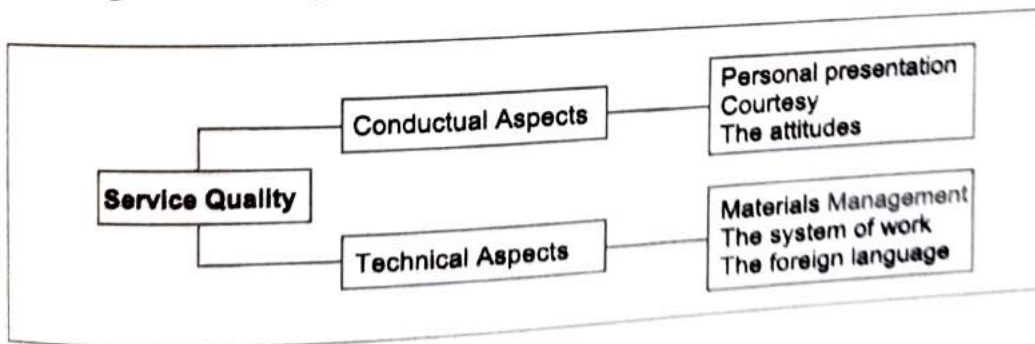 Service Quality
Conductual Aspects
Personal presentation
Courtesy
The attitudes
Technical Aspects
Materials Management
The system of work
The foreign language